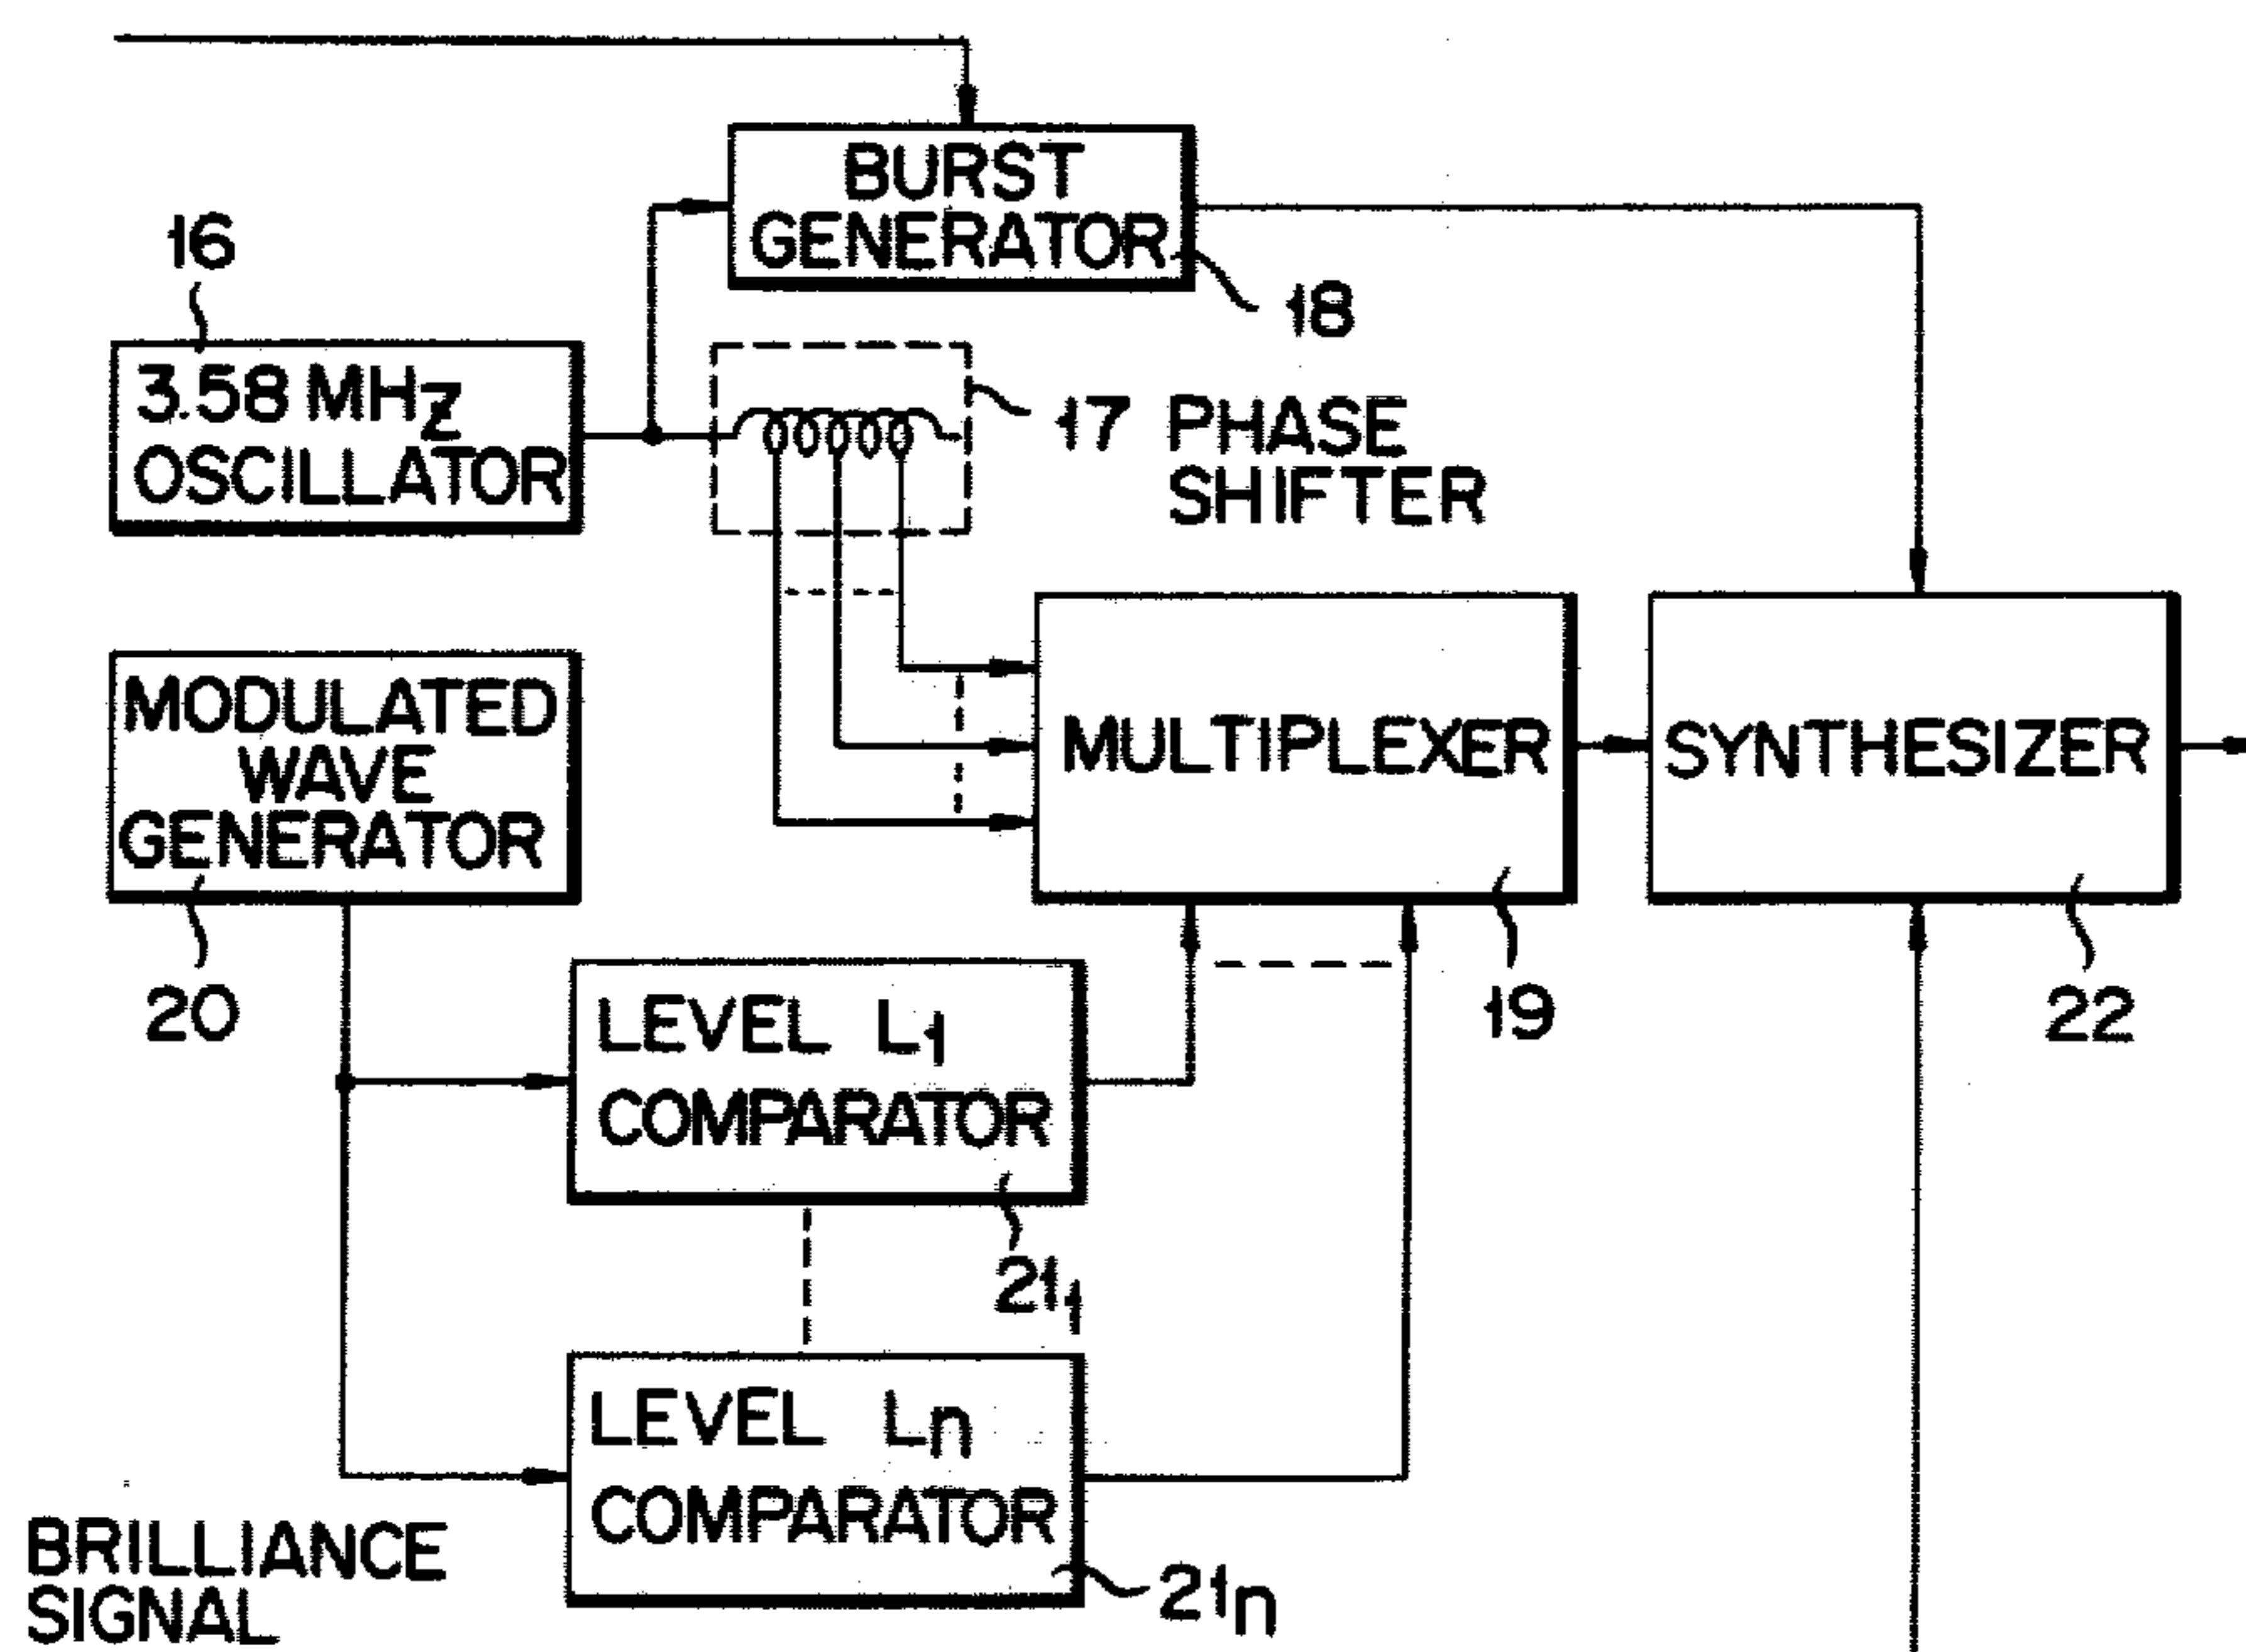 BURST
GENERATOR
18
16
3.58 MHz
OSCILLATOR
17 PHASE
SHIFTER
MODULATED
WAVE
GENERATOR
20
MULTIPLEXER
19
SYNTHESIZER
22
LEVEL L1
COMPARATOR
211
LEVEL Ln
COMPARATOR
21n
BRILLIANCE
SIGNAL